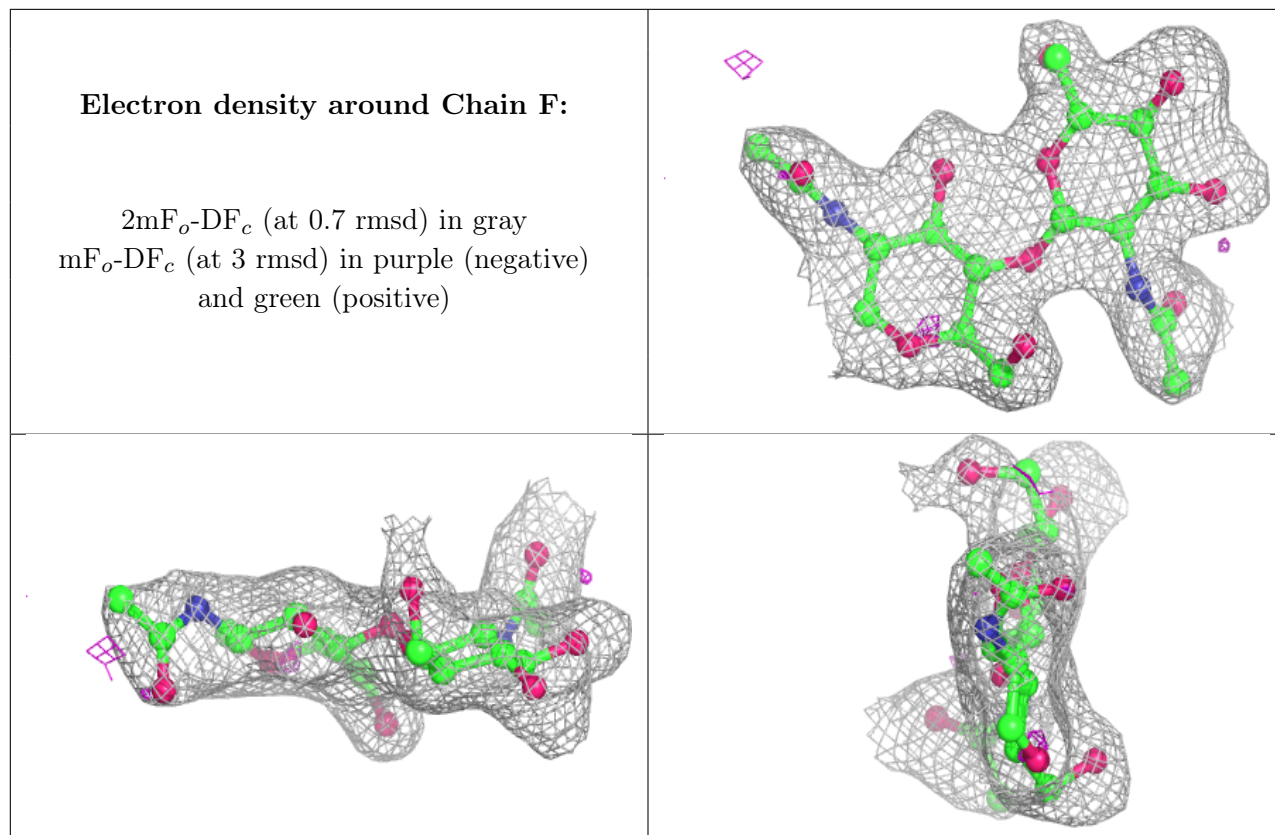 Electron density around Chain F:
2mFo-DFc (at 0.7 rmsd) in gray
mFo-DFc (at 3 rmsd) in purple (negative)
and green (positive)